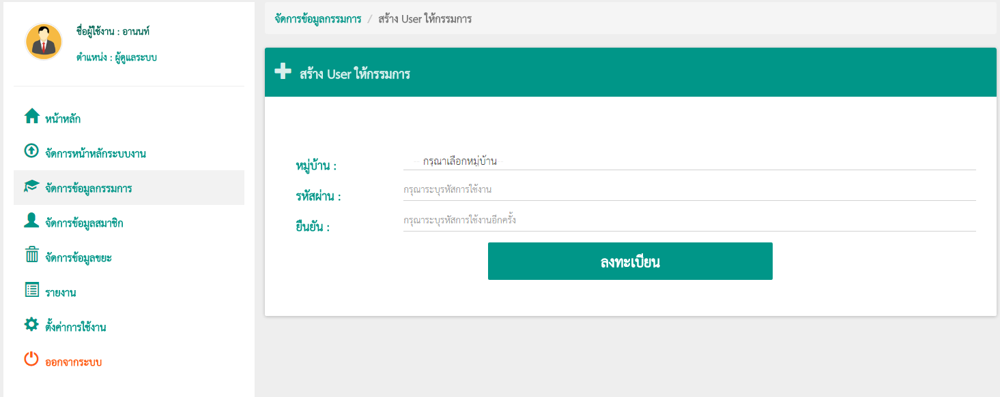 ชื่อผู้ใช้งาน : อานนท์
ตำแหน่ง : ผู้ดูแลระบบ
หน้าหลัก
จัดการหน้าหลักระบบงาน
จัดการข้อมูลกรรมการ
จัดการข้อมูลสมาชิก
จัดการข้อมูลขยะ
รายงาน
ตั้งค่าการใช้งาน
ออกจากระบบ
จัดการข้อมูลกรรมการ / สร้าง User ให้กรรมการ
สร้าง User ให้กรรมการ
หมู่บ้าน : กรุณาเลือกหมู่บ้าน
รหัสผ่าน : กรุณาระบุรหัสการใช้งาน
ยืนยัน : กรุณาระบุรหัสการใช้งานอีกครั้ง
ลงทะเบียน